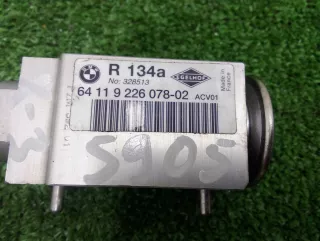 R 134a
No: 328513
EGELHOF
Made in
France
64 11 9 226 078-02 ACV01
S905